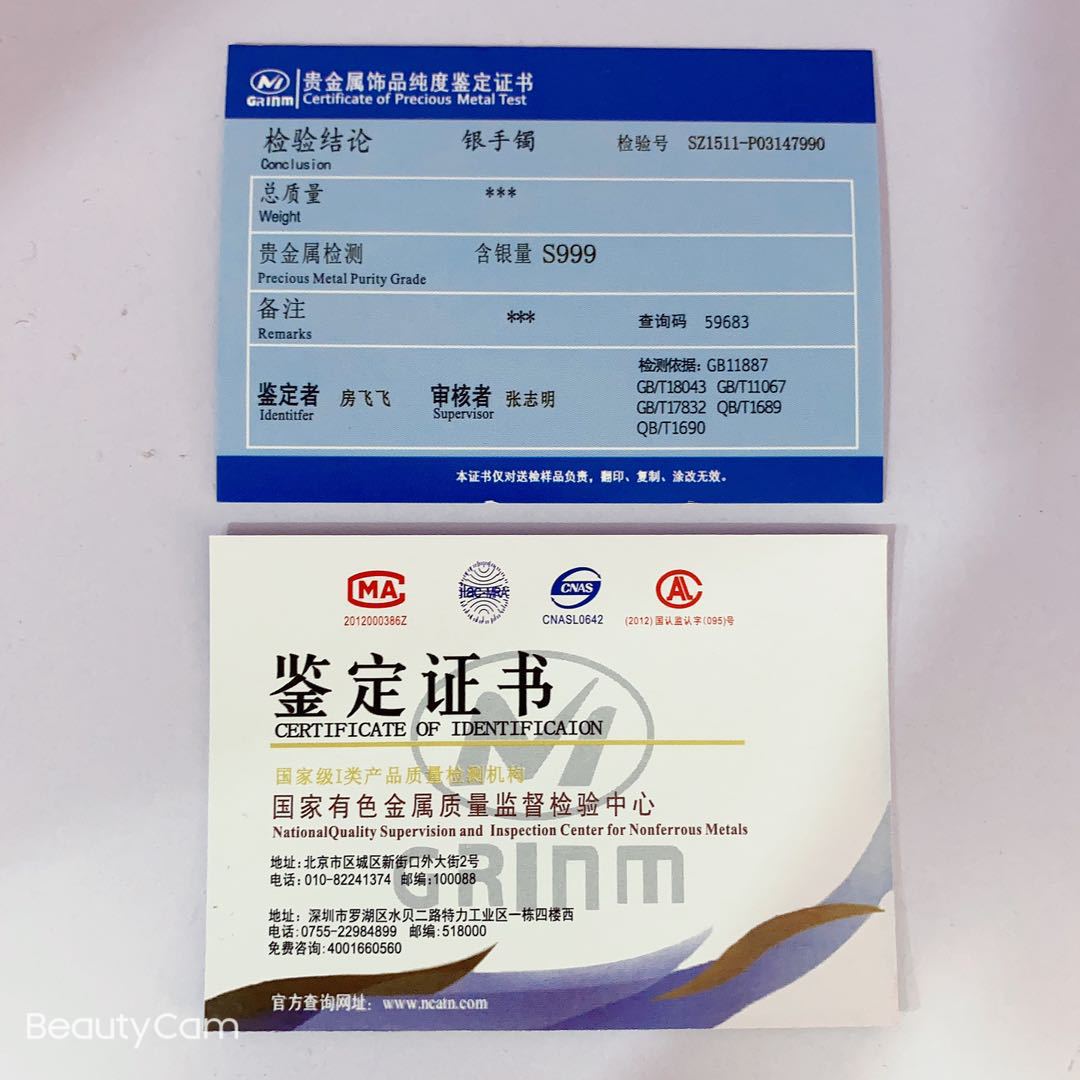 GRINM 贵金属饰品纯度鉴定证书
Certificate of Precious Metal Test
检验结论 银手镯 检验号 SZ1511-P03147990
Conclusion
总质量 ***
Weight
贵金属检测 含银量 S999
Precious Metal Purity Grade
备注 *** 查询码 59683
Remarks
检测依据: GB11887
GB/T18043 GB/T11067
鉴定者 房飞飞 审核者 张志明
Identitfer Supervisor
GB/T17832 QB/T1689
QB/T1690
本证书仅对送检样品负责，翻印、复制、涂改无效。
MA ilac-MRA CNAS AL
2012000386Z CNASL0642 (2012)国认监认字(095)号
鉴定证书
CERTIFICATE OF IDENTIFICAION
国家级I类产品质量检测机构
国家有色金属质量监督检验中心
NationalQuality Supervision and Inspection Center for Nonferrous Metals
GRINM
地址:北京市区城区新街口外大街2号
电话:010-82241374 邮编:100088
地址: 深圳市罗湖区水贝二路特力工业区一栋四楼西
电话:0755-22984899 邮编:518000
免费咨询:4001660560
官方查询网址: www.ncatn.com
BeautyCam